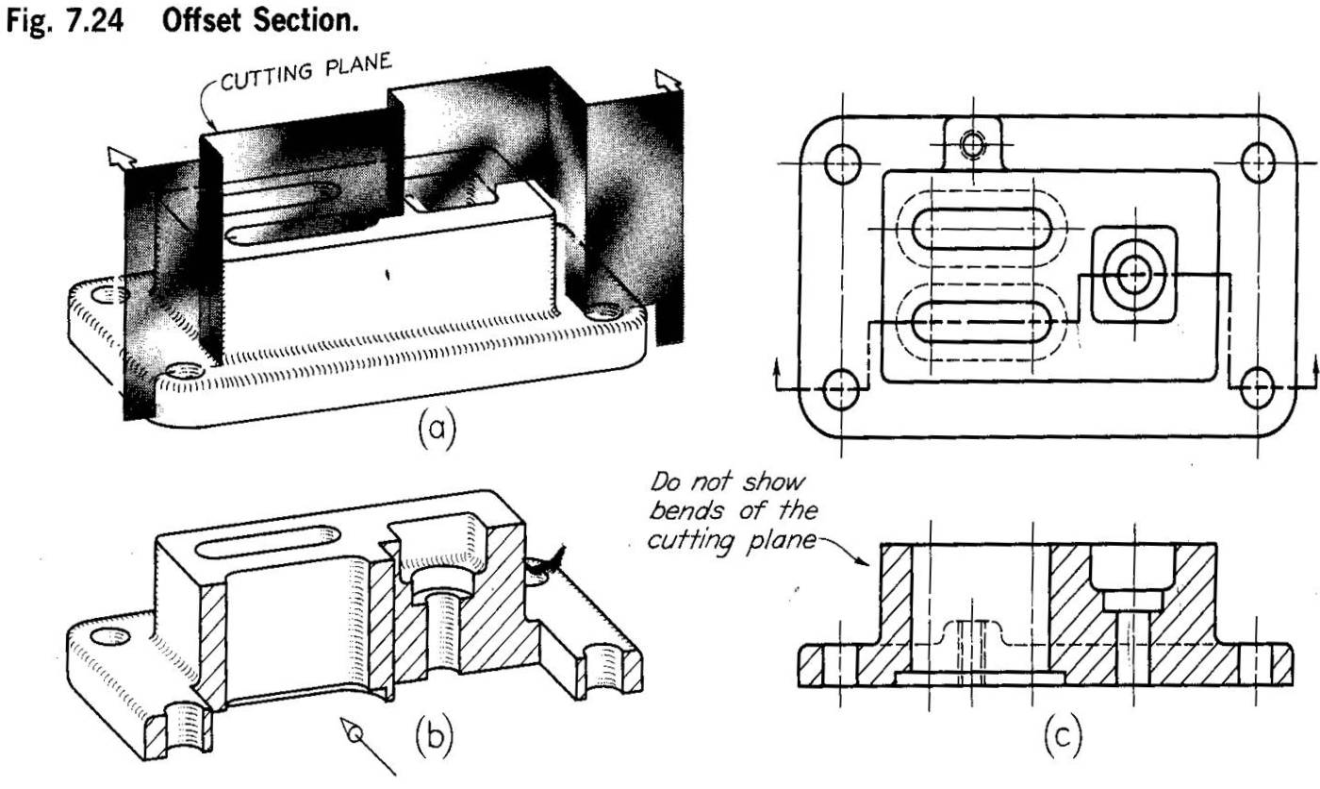 Fig. 7.24 Offset Section.
CUTTING PLANE
(a)
Do not show
bends of the
cutting plane
(b)
(c)